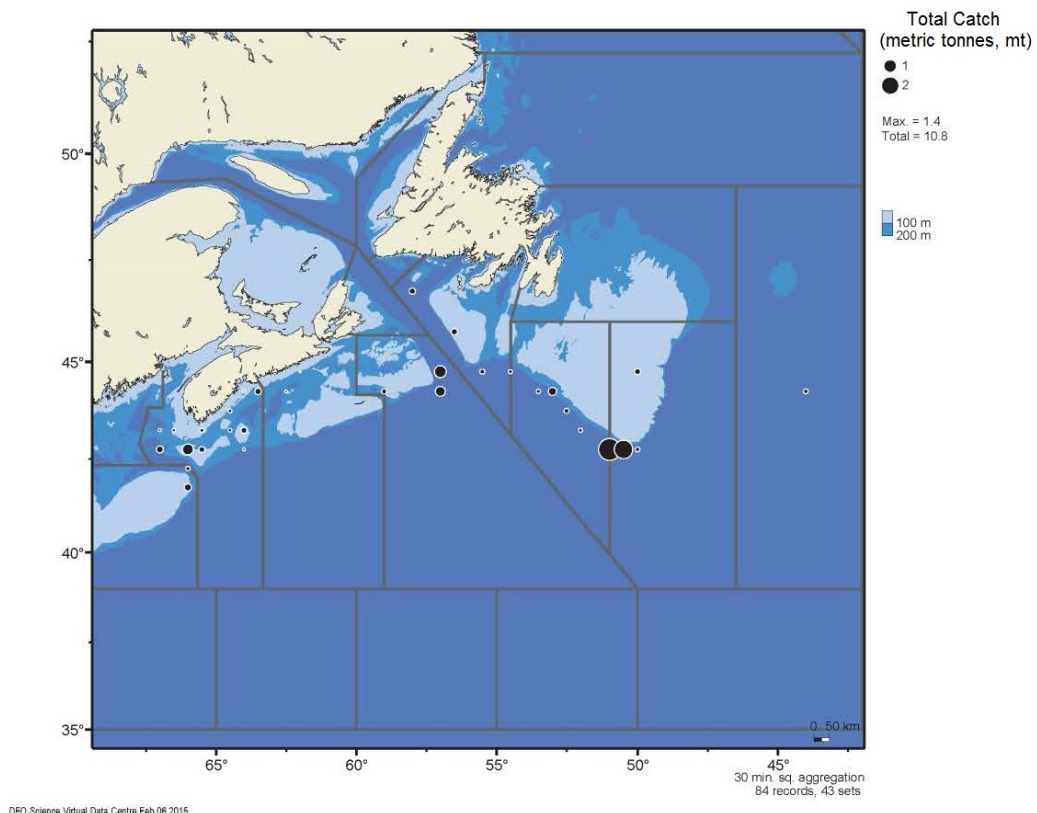 Total Catch
(metric tonnes, mt)
1
2
Max. = 1.4
Total = 10.8
100 m
200 m
50°
45°
40°
35°
0 50 km
65° 60° 55° 50° 45°
30 min. sq. aggregation
84 records, 43 sets
DFO Science Virtual Data Centre Feb 06 2015